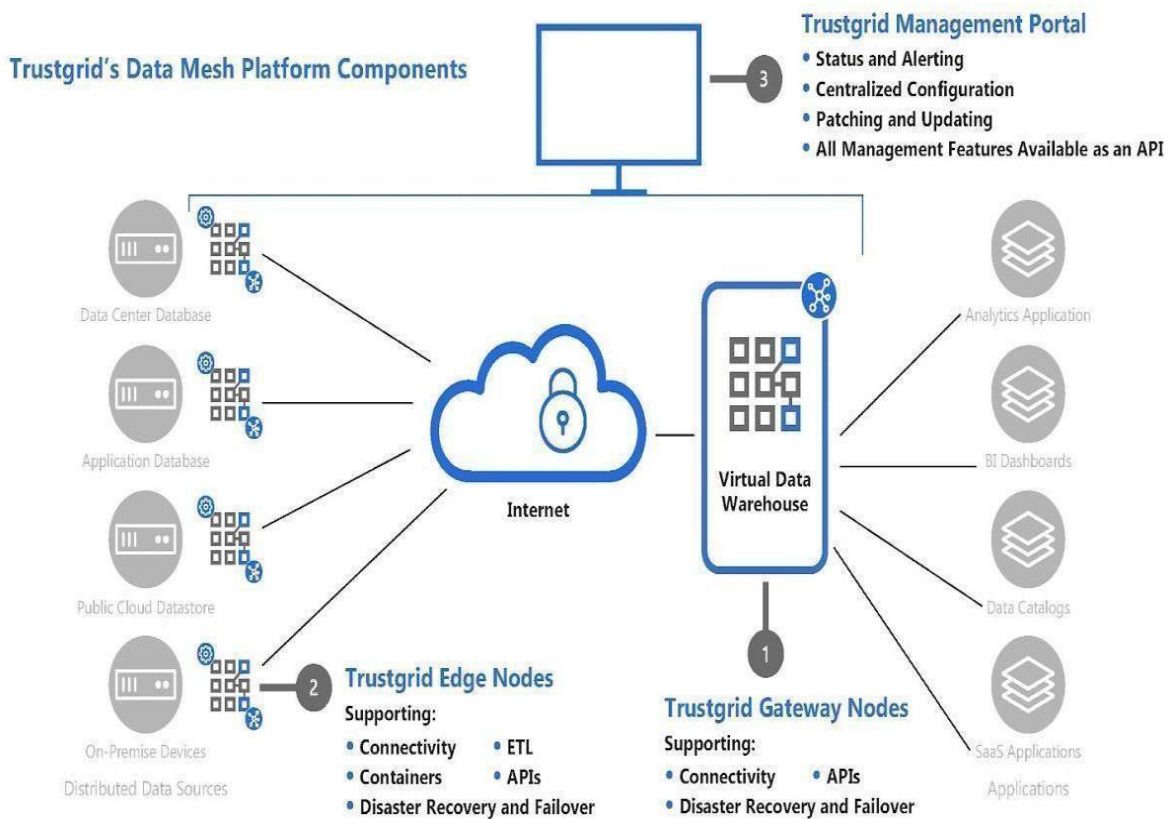 Trustgrid's Data Mesh Platform Components
3
Trustgrid Management Portal
• Status and Alerting
• Centralized Configuration
• Patching and Updating
• All Management Features Available as an API
Data Center Database
Application Database
Public Cloud Datastore
On-Premise Devices
Distributed Data Sources
Internet
Virtual Data
Warehouse
Analytics Application
BI Dashboards
Data Catalogs
SaaS Applications
Applications
2
Trustgrid Edge Nodes
Supporting:
• Connectivity • ETL
• Containers • APIs
• Disaster Recovery and Failover
1
Trustgrid Gateway Nodes
Supporting:
• Connectivity • APIs
• Disaster Recovery and Failover